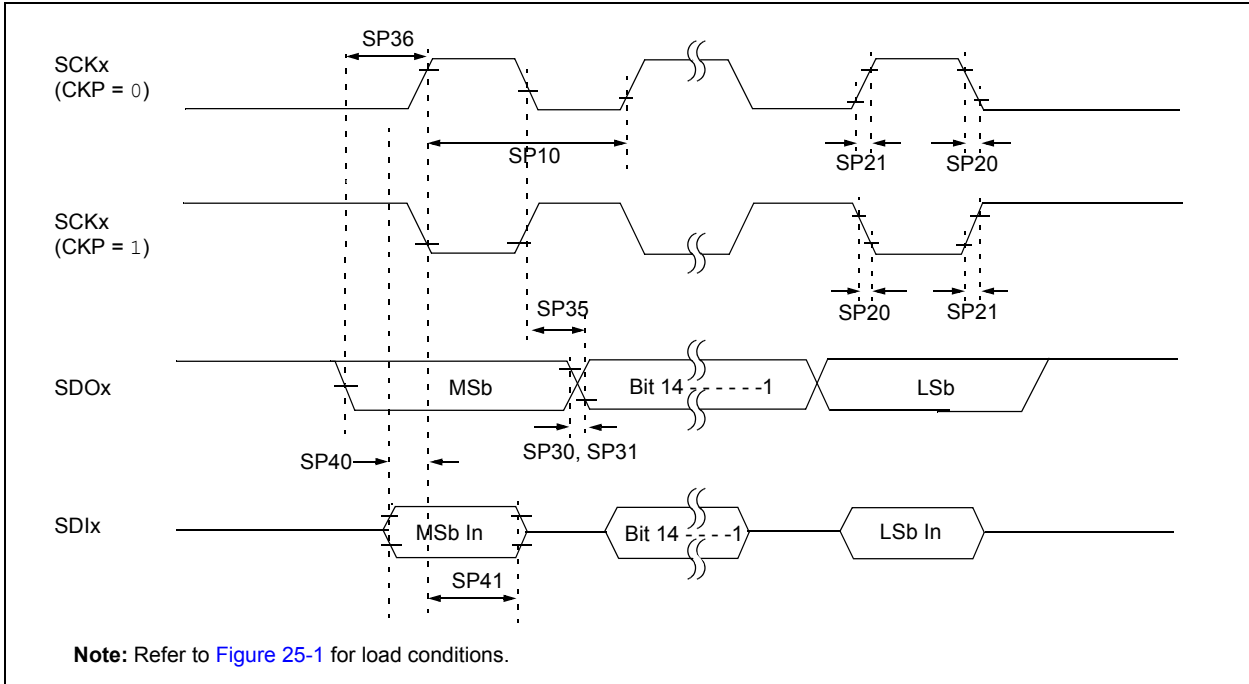 SP36
SCKx
(CKP = 0)
SP10
SP21
SP20
SCKx
(CKP = 1)
SP35
SP20
SP21
SDOx
MSb
Bit 14 - - - - - -1
LSb
SP30, SP31
SP40
SDIx
MSb In
Bit 14 - - - -1
LSb In
SP41
Note: Refer to Figure 25-1 for load conditions.